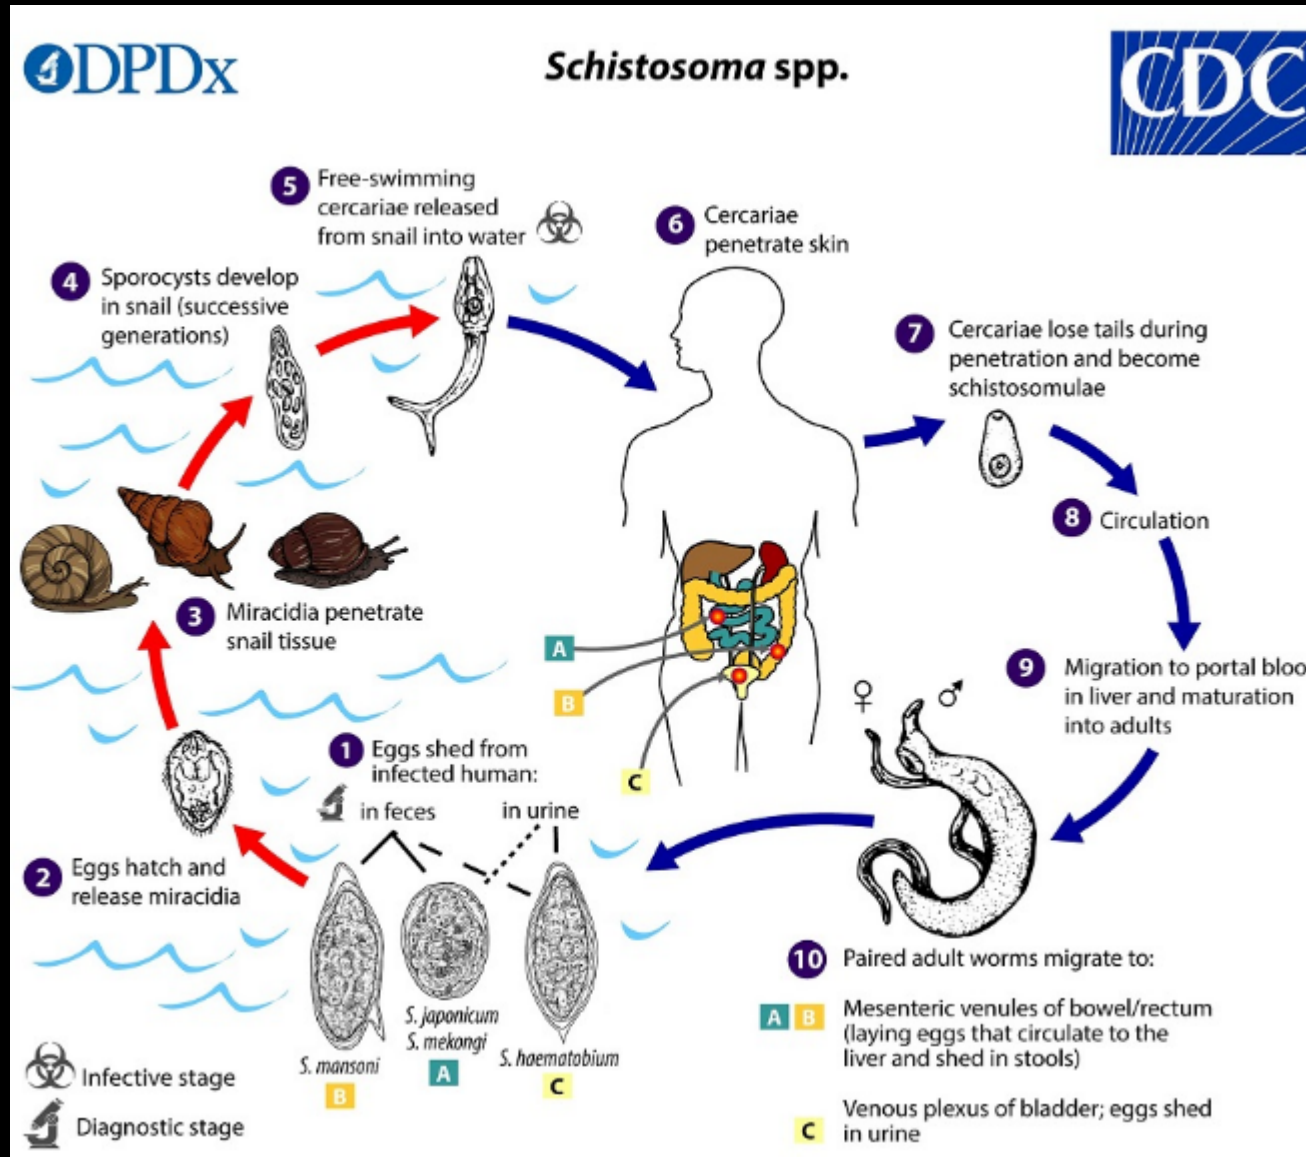 DPDx
Schistosoma spp.
CDC
5 Free-swimming
cercariae released
from snail into water
6 Cercariae
penetrate skin
4 Sporocysts develop
in snail (successive
generations)
7 Cercariae lose tails during
penetration and become
schistosomulae
8 Circulation
3 Miracidia penetrate
snail tissue
A
B
C
9 Migration to portal bloo
in liver and maturation
into adults
♀ ♂
1 Eggs shed from
infected human:
in feces
in urine
2 Eggs hatch and
release miracidia
S. mansoni
B
S. japonicum
S. mekongi
A
S. haematobium
C
10 Paired adult worms migrate to:
A B Mesenteric venules of bowel/rectum
(laying eggs that circulate to the
liver and shed in stools)
C Venous plexus of bladder; eggs shed
in urine
Infective stage
Diagnostic stage